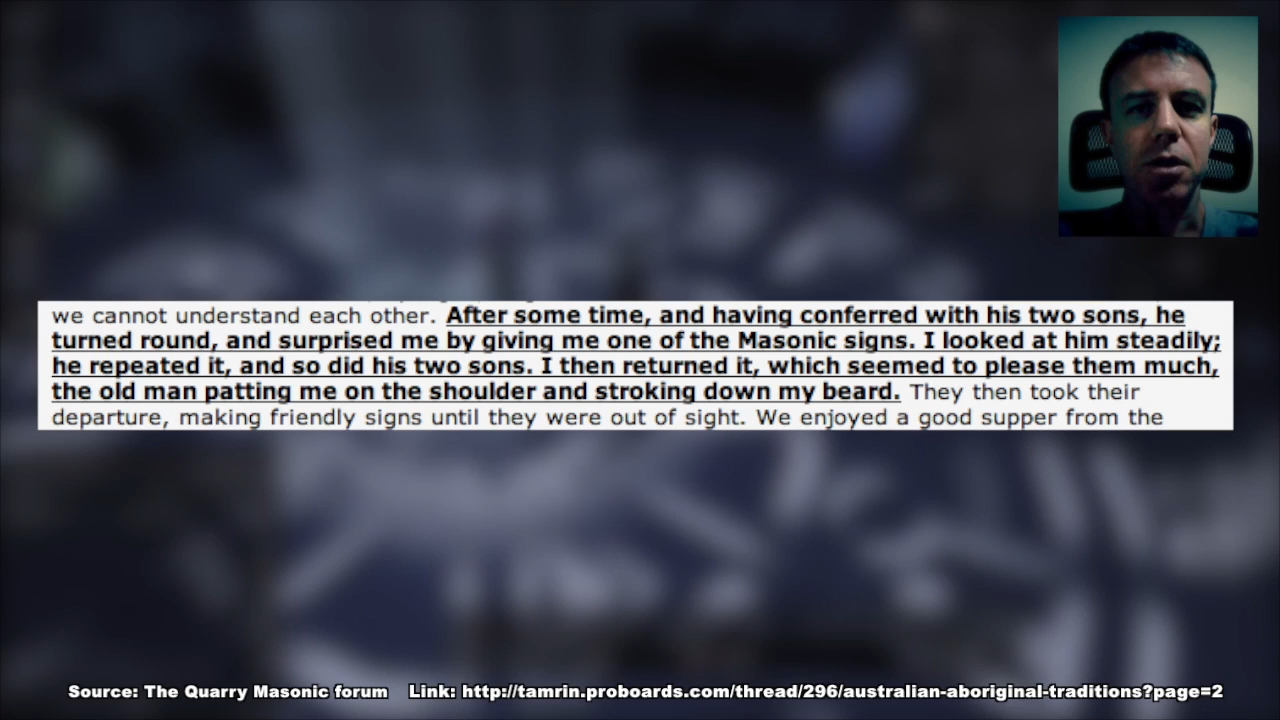 we cannot understand each other. After some time, and having conferred with his two sons, he
turned round, and surprised me by giving me one of the Masonic signs. I looked at him steadily;
he repeated it, and so did his two sons. I then returned it, which seemed to please them much,
the old man patting me on the shoulder and stroking down my beard. They then took their
departure, making friendly signs until they were out of sight. We enjoyed a good supper from the
Source: The Quarry Masonic forum Link: http://tamrin.proboards.com/thread/296/australian-aboriginal-traditions?page=2